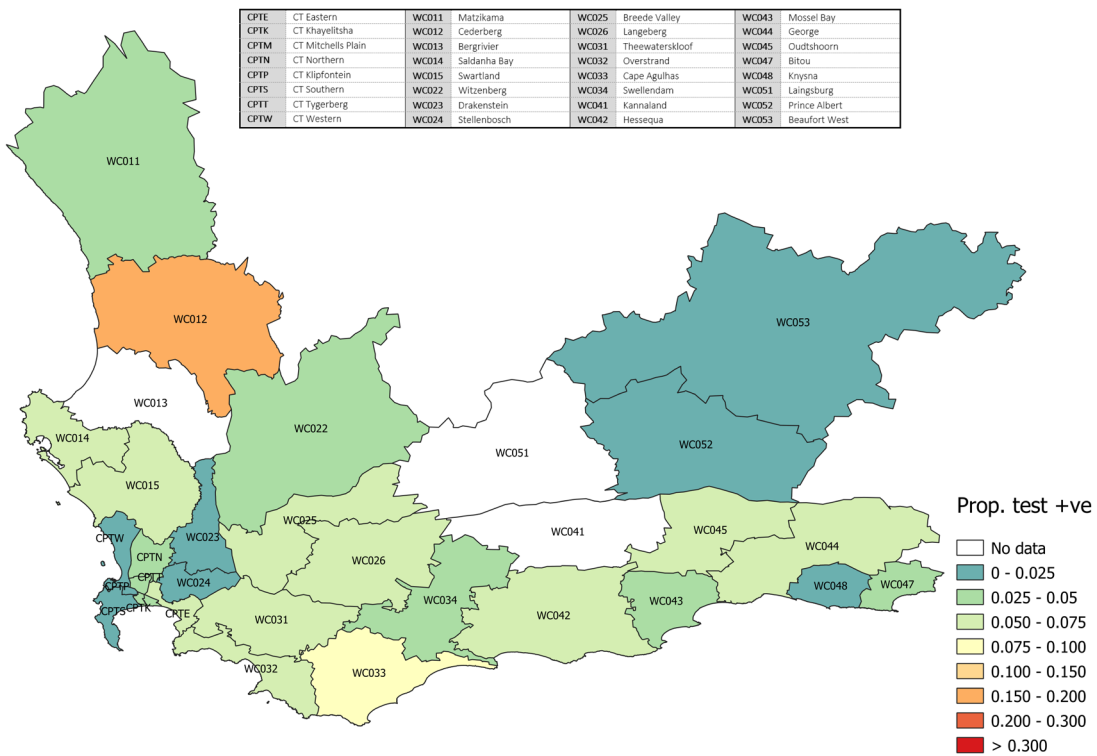 CPTE CT Eastern WC011 Matzikama WC025 Breede Valley WC043 Mossel Bay
CPTK CT Khayelitsha WC012 Cederberg WC026 Langeberg WC044 George
CPTM CT Mitchells Plain WC013 Bergrivier WC031 Theewaterskloof WC045 Oudtshoorn
CPTN CT Northern WC014 Saldanha Bay WC032 Overstrand WC047 Bitou
CPTP CT Klipfontein WC015 Swartland WC033 Cape Agulhas WC048 Knysna
CPTS CT Southern WC022 Witzenberg WC034 Swellendam WC051 Laingsburg
CPTT CT Tygerberg WC023 Drakenstein WC041 Kannaland WC052 Prince Albert
CPTW CT Western WC024 Stellenbosch WC042 Hessequa WC053 Beaufort West
WC011
WC012
WC053
WC013
WC022
WC014
WC052
WC051
WC015
WC025
WC045
CPTW
WC023
WC041
WC044
CPTN
WC026
WC024
CPTP
WC048
WC047
WC034
WC043
CPTS
CPTK
CPTE
WC031
WC042
WC032
WC033
Prop. test +ve
No data
0 - 0.025
0.025 - 0.05
0.050 - 0.075
0.075 - 0.100
0.100 - 0.150
0.150 - 0.200
0.200 - 0.300
> 0.300